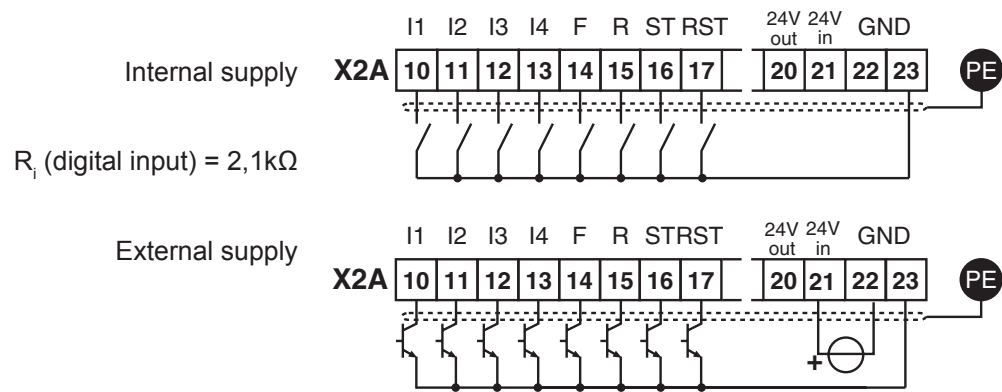 I1 I2 I3 I4 F R ST RST 24V out 24V in GND
Internal supply X2A 10 11 12 13 14 15 16 17 20 21 22 23 PE
Ri (digital input) = 2,1kΩ
I1 I2 I3 I4 F R ST RST 24V out 24V in GND
External supply
X2A 10 11 12 13 14 15 16 17 20 21 22 23 PE
+